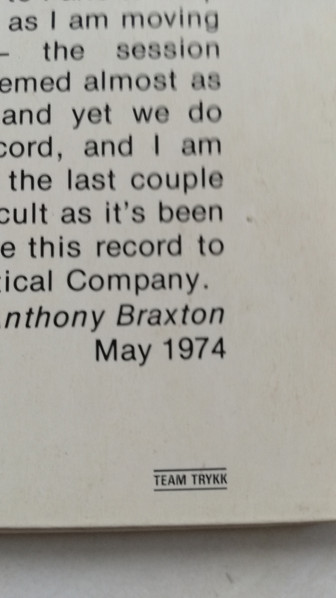 as I am moving
– the session
emed almost as
and yet we do
cord, and I am
the last couple
cult as it's been
e this record to
ical Company.
nthony Braxton
May 1974
TEAM TRYKK